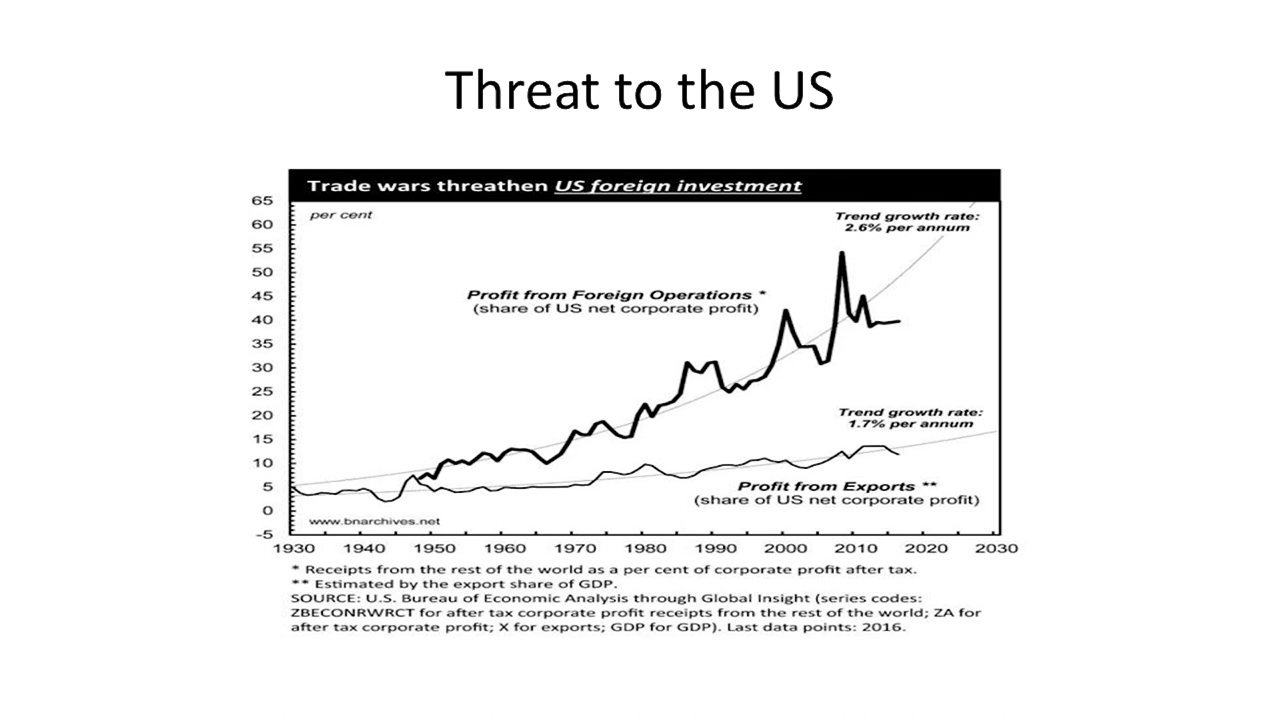 Threat to the US
Trade wars threathen US foreign investment
65
60
55
50
45
40
35
30
25
20
15
10
5
0
-5
per cent
Trend growth rate:
2.6% per annum
Profit from Foreign Operations *
(share of US net corporate profit)
Trend growth rate:
1.7% per annum
Profit from Exports **
(share of US net corporate profit)
www.bnarchives.net
1930 1940 1950 1960 1970 1980 1990 2000 2010 2020 2030
* Receipts from the rest of the world as a per cent of corporate profit after tax.
** Estimated by the export share of GDP.
SOURCE: U.S. Bureau of Economic Analysis through Global Insight (series codes:
ZBECONRWRCT for after tax corporate profit receipts from the rest of the world; ZA for
after tax corporate profit; X for exports; GDP for GDP). Last data points: 2016.